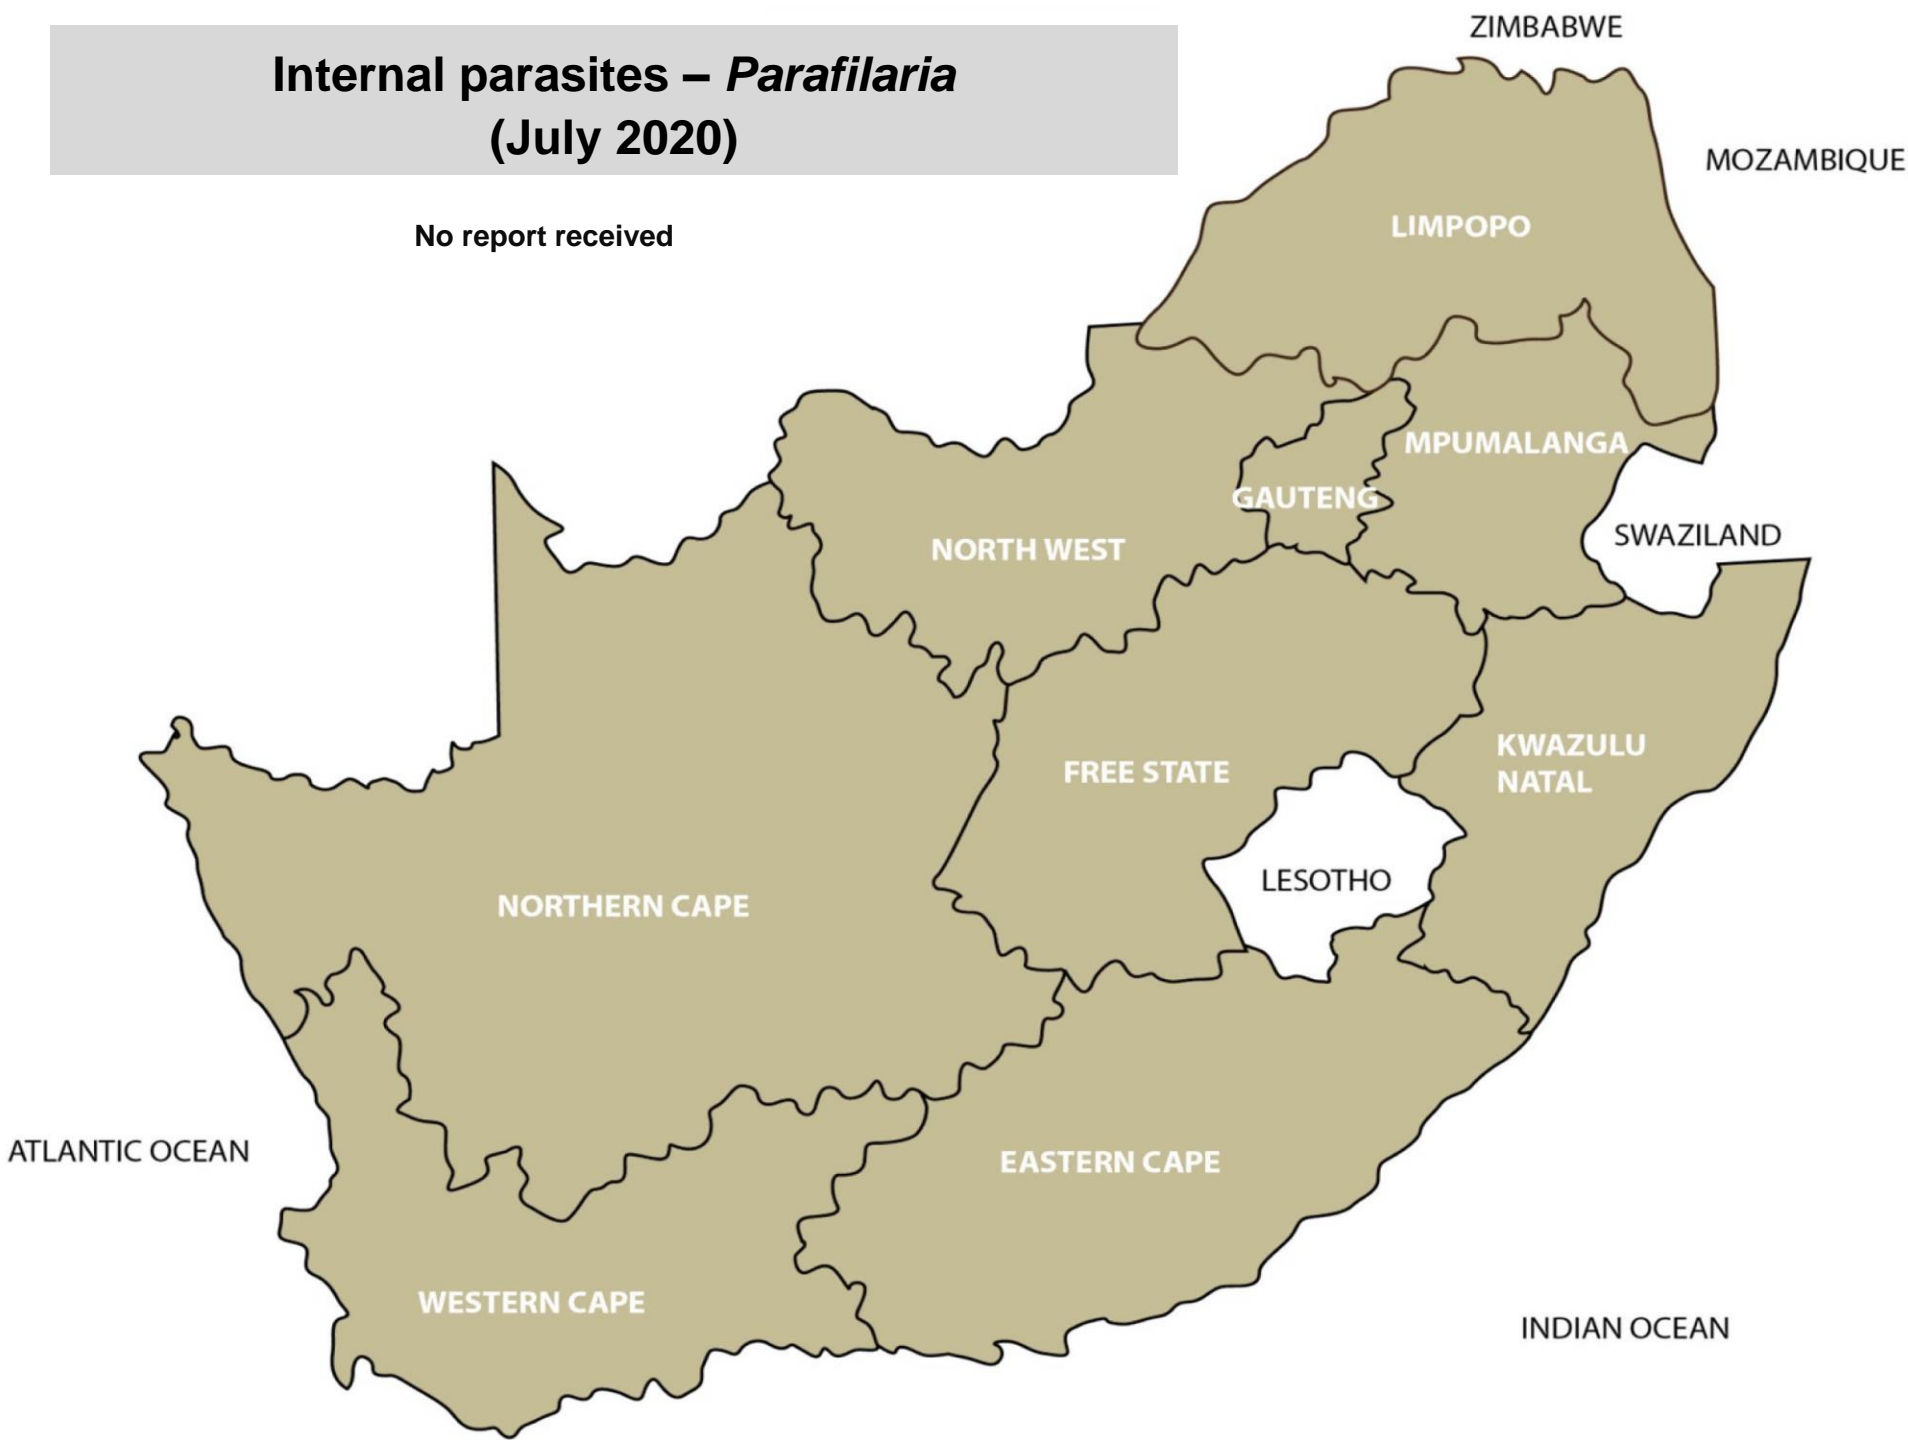 ZIMBABWE
Internal parasites – Parafilaria
(July 2020)
MOZAMBIQUE
No report received
LIMPOPO
MPUMALANGA
GAUTENG
SWAZILAND
NORTH WEST
KWAZULU
NATAL
FREE STATE
LESOTHO
NORTHERN CAPE
ATLANTIC OCEAN
EASTERN CAPE
WESTERN CAPE
INDIAN OCEAN